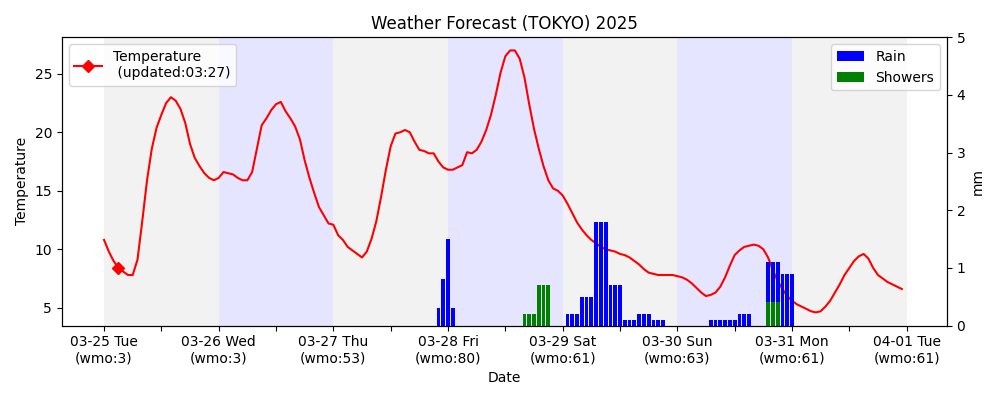 Weather Forecast (TOKYO) 2025
Temperature
(updated:03:27)
Rain
Showers
Temperature
25
20
15
10
5
5
4
3
2
1
0
mm
03-25 Tue
(wmo:3)
03-26 Wed
(wmo:3)
03-27 Thu
(wmo:53)
03-28 Fri
(wmo:80)
03-29 Sat
(wmo:61)
03-30 Sun
(wmo:63)
03-31 Mon
(wmo:61)
04-01 Tue
(wmo:61)
Date